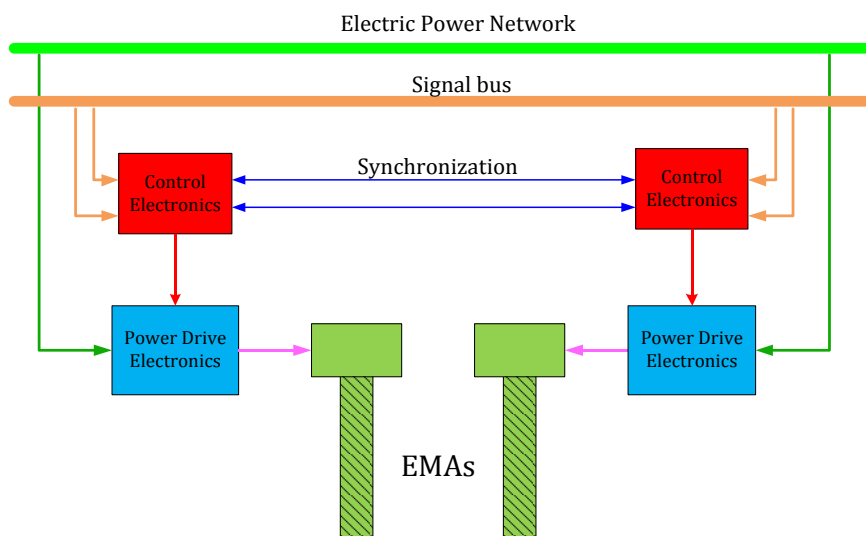 Electric Power Network
Signal bus
Synchronization
Control
Electronics
Control
Electronics
Power Drive
Electronics
Power Drive
Electronics
EMAs